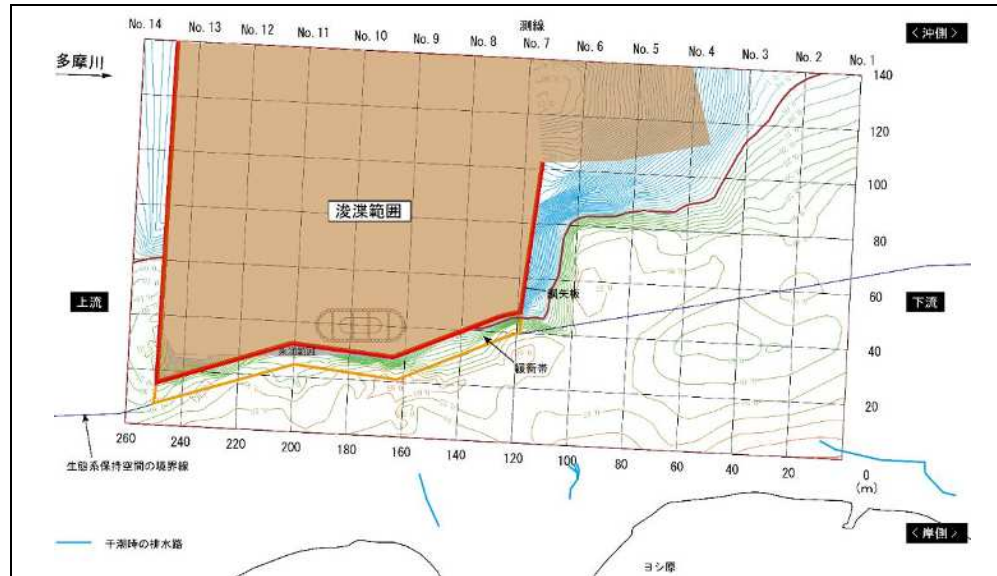 測線
No. 14 No. 13 No. 12 No. 11 No. 10 No. 9 No. 8 No. 7 No. 6 No. 5 No. 4 No. 3 No. 2 No. 1
＜沖側＞
多摩川
140
120
100
80
60
40
20
0
(m)
浚渫範囲
上流
下流
鋼矢板
緩衝帯
260 240 220 200 180 160 140 120 100 80 60 40 20
生態系保持空間の境界線
干潮時の排水路
ヨシ原
＜岸側＞